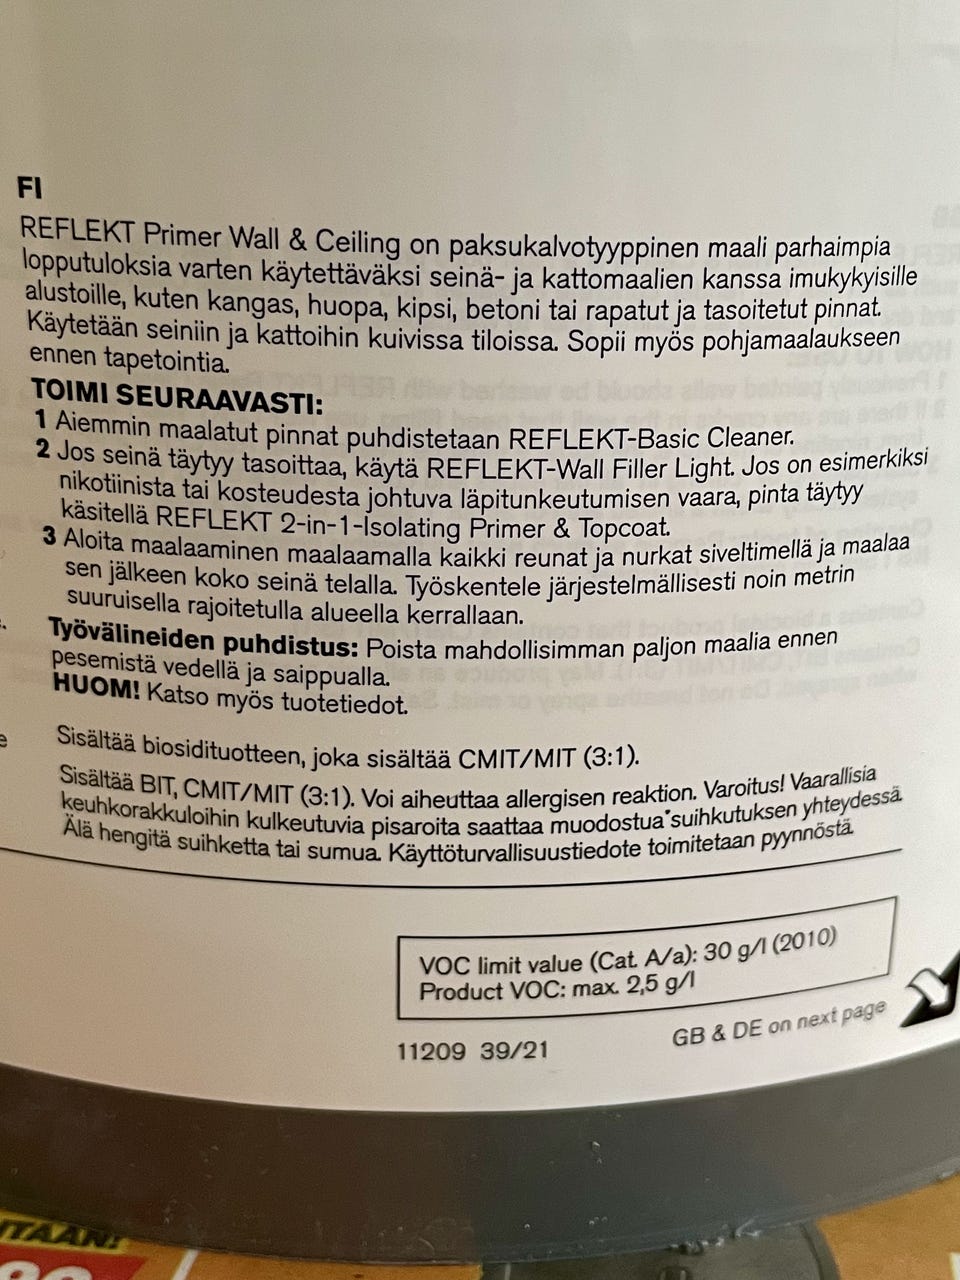 FI
REFLEKT Primer Wall & Ceiling on paksukalvotyyppinen maali parhaimpia
lopputuloksia varten käytettäväksi seinä- ja kattomaalien kanssa imukykyisille
alustoille, kuten kangas, huopa, kipsi, betoni tai rapatut ja tasoitetut pinnat.
Käytetään seiniin ja kattoihin kuivissa tiloissa. Sopii myös pohjamaalaukseen
ennen tapetointia.
TOIMI SEURAAVASTI:
1 Aiemmin maalatut pinnat puhdistetaan REFLEKT-Basic Cleaner.
2 Jos seinä täytyy tasoittaa, käytä REFLEKT-Wall Filler Light. Jos on esimerkiksi
nikotiinista tai kosteudesta johtuva läpitunkeutumisen vaara, pinta täytyy
käsitellä REFLEKT 2-in-1-Isolating Primer & Topcoat.
3 Aloita maalaaminen maalaamalla kaikki reunat ja nurkat siveltimellä ja maalaa
sen jälkeen koko seinä telalla. Työskentele järjestelmällisesti noin metrin
suuruisella rajoitetulla alueella kerrallaan.
Työvälineiden puhdistus: Poista mahdollisimman paljon maalia ennen
pesemistä vedellä ja saippualla.
HUOM! Katso myös tuotetiedot.
Sisältää biosidituotteen, joka sisältää CMIT/MIT (3:1).
Sisältää BIT, CMIT/MIT (3:1). Voi aiheuttaa allergisen reaktion. Varoitus! Vaarallisia
keuhkorakkuloihin kulkeutuvia pisaroita saattaa muodostua suihkutuksen yhteydessä.
Älä hengitä suihketta tai sumua. Käyttöturvallisuustiedote toimitetaan pyynnöstä.
VOC limit value (Cat. A/a): 30 g/l (2010)
Product VOC: max. 2,5 g/l
GB & DE on next page
11209 39/21